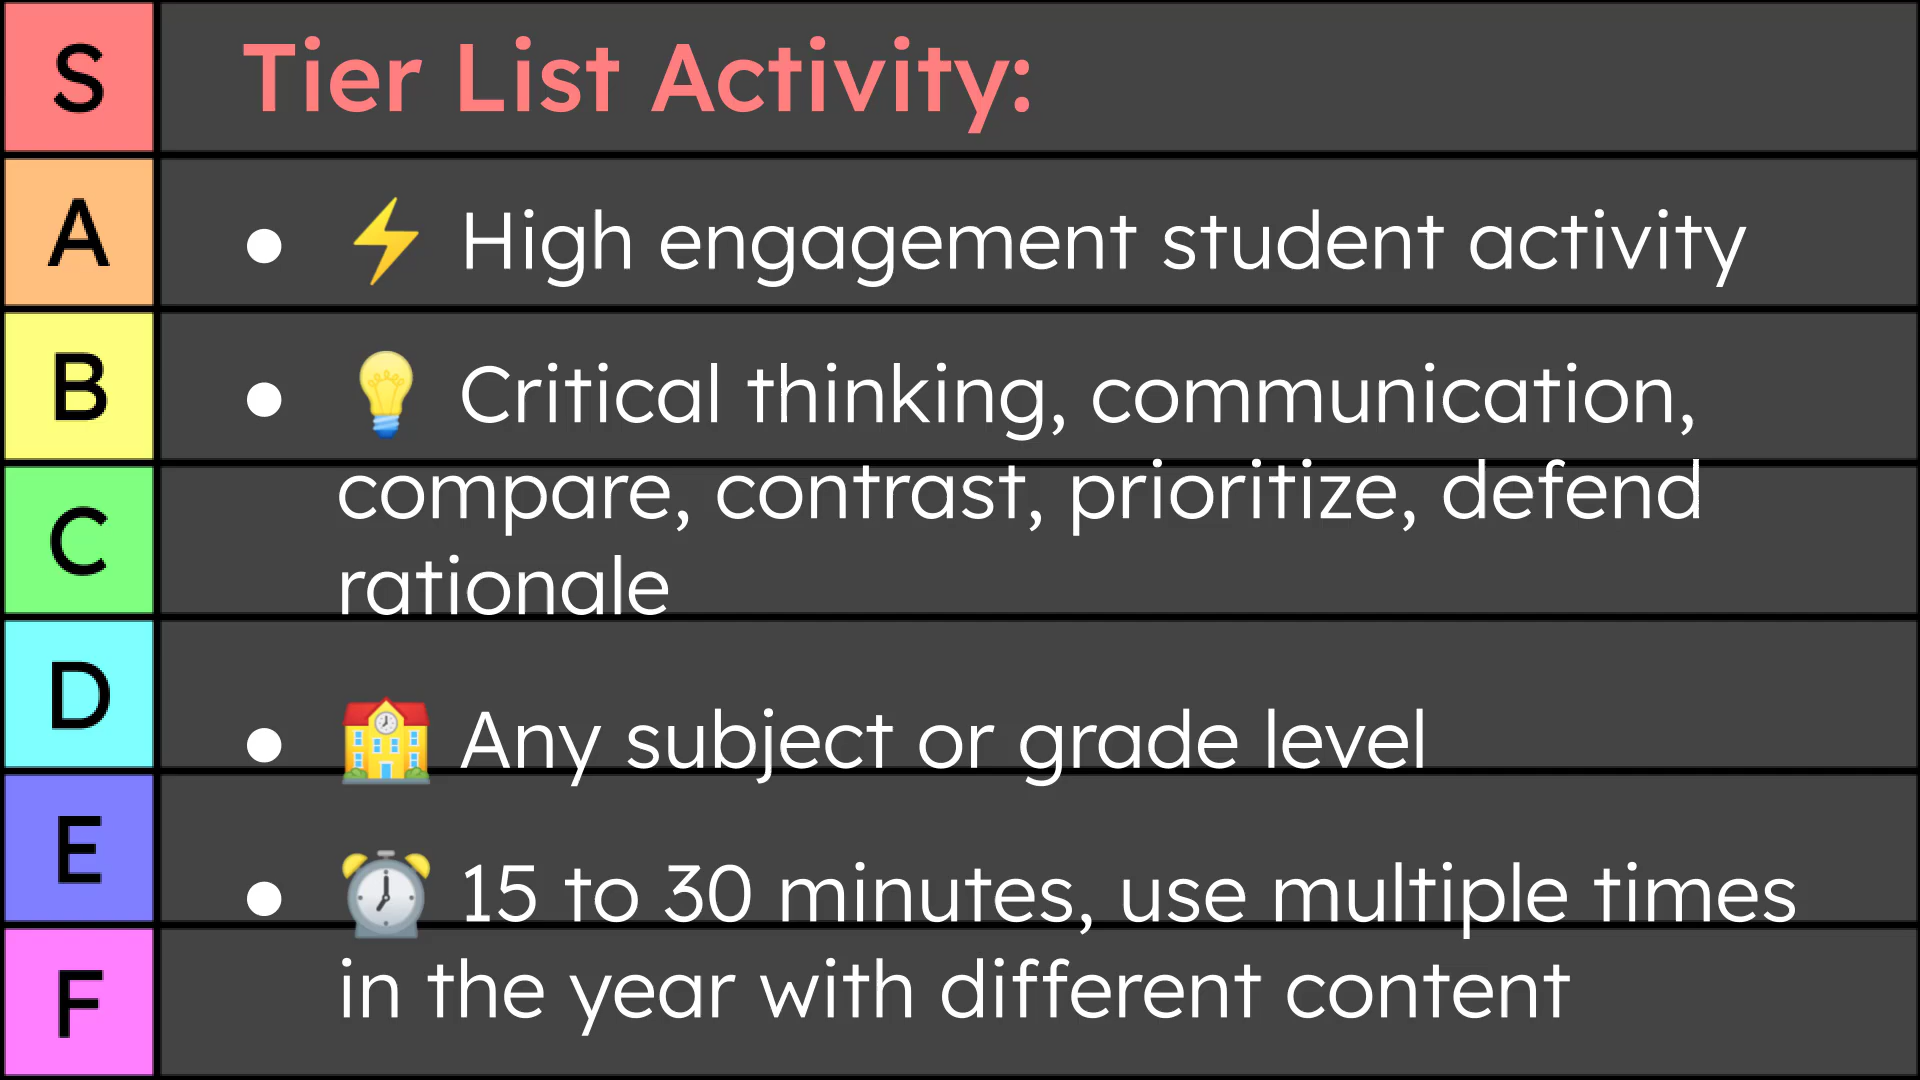 S
Tier List Activity:
A
● ⚡ High engagement student activity
B
● 💡 Critical thinking, communication,
C
compare, contrast, prioritize, defend
rationale
D
● 🏫 Any subject or grade level
E
● ⏰ 15 to 30 minutes, use multiple times
F
in the year with different content